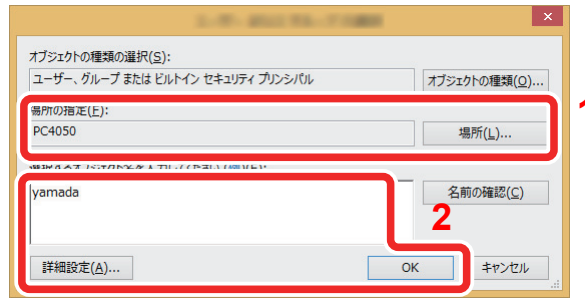 オブジェクトの種類の選択(S):
ユーザー、グループ または ビルトイン セキュリティ プリンシパル
オブジェクトの種類(O)...
場所の指定(F):
PC4050
場所(L)...
1
yamada
名前の確認(C)
2
詳細設定(A)...
OK
キャンセル